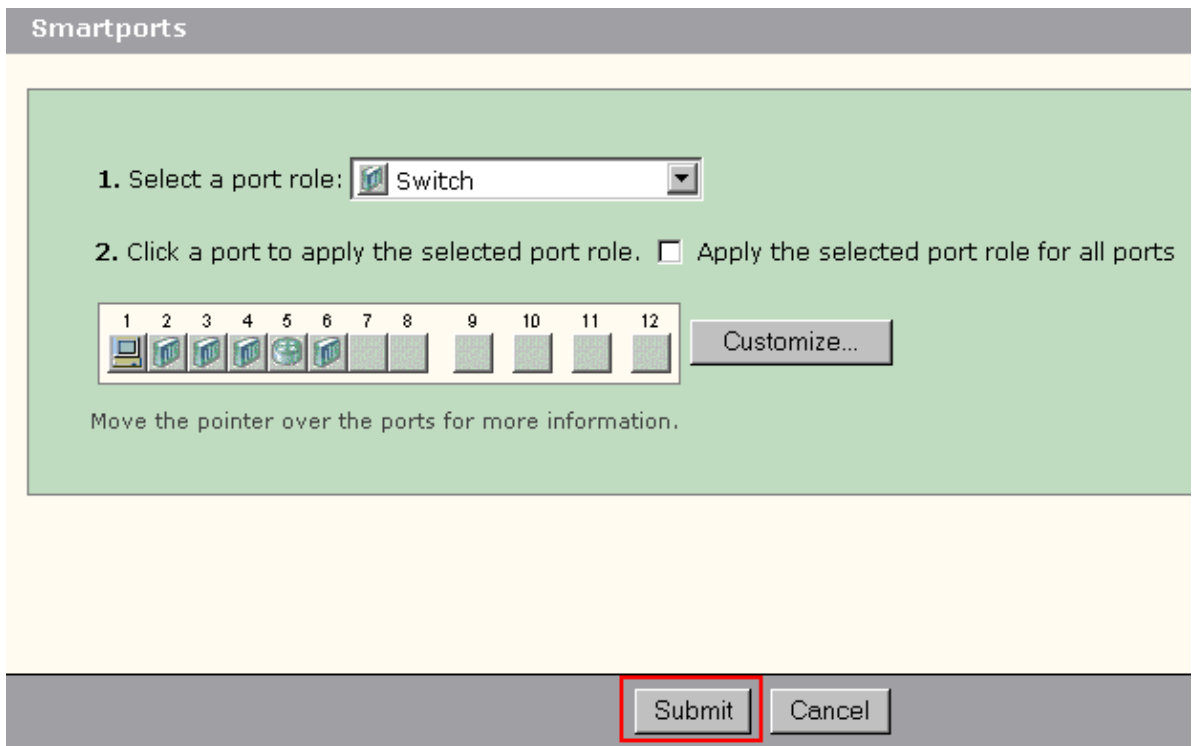 Smartports
1. Select a port role: Switch
2. Click a port to apply the selected port role. Apply the selected port role for all ports
1 2 3 4 5 6 7 8 9 10 11 12
Customize...
Move the pointer over the ports for more information.
Submit Cancel